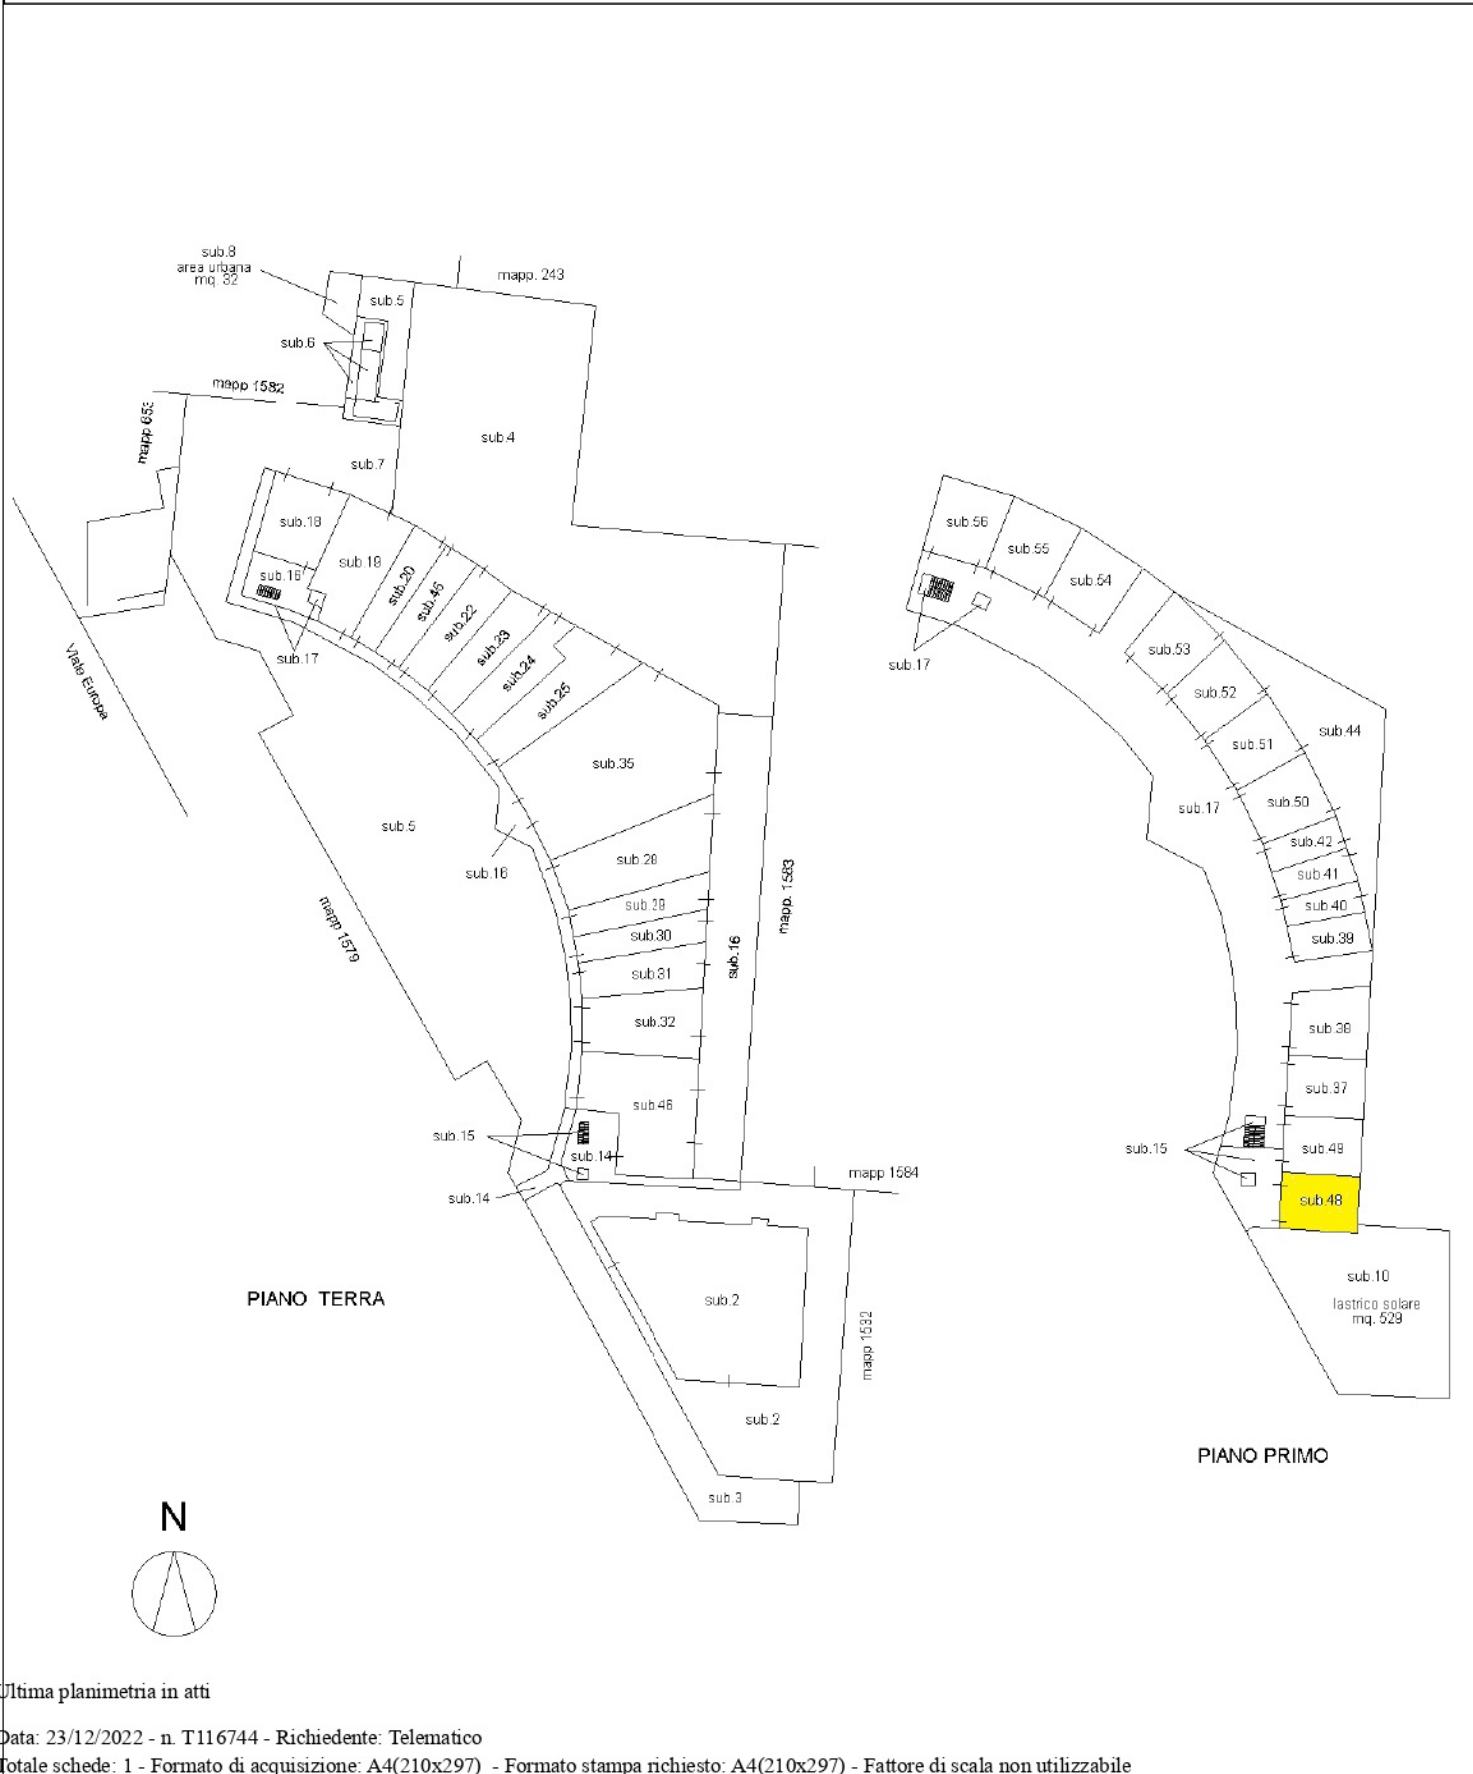 sub.8
area urbana
mq. 32
mapp. 243
sub.5
sub.6
mapp 1582
mapp 653
sub.4
sub.7
sub.18
sub.19
sub.16
sub.20
sub.45
sub.22
sub.23
sub.24
sub.25
sub.17
Viale Europa
sub.35
sub.5
sub.16
sub.28
sub.29
sub.30
sub.31
sub.32
sub.16
mapp. 1583
mapp 1579
sub.46
sub.15
sub.14
sub.14
mapp 1584
sub.2
mapp 1532
sub.2
sub.3
PIANO TERRA
sub.56
sub.55
sub.54
sub.17
sub.53
sub.52
sub.51
sub.44
sub.50
sub.17
sub.42
sub.41
sub.40
sub.39
sub.38
sub.37
sub.15
sub.49
sub.48
sub.10
lastrico solare
mq. 529
PIANO PRIMO
N
Ultima planimetria in atti
Data: 23/12/2022 - n. T116744 - Richiedente: Telematico
Totale schede: 1 - Formato di acquisizione: A4(210x297) - Formato stampa richiesto: A4(210x297) - Fattore di scala non utilizzabile